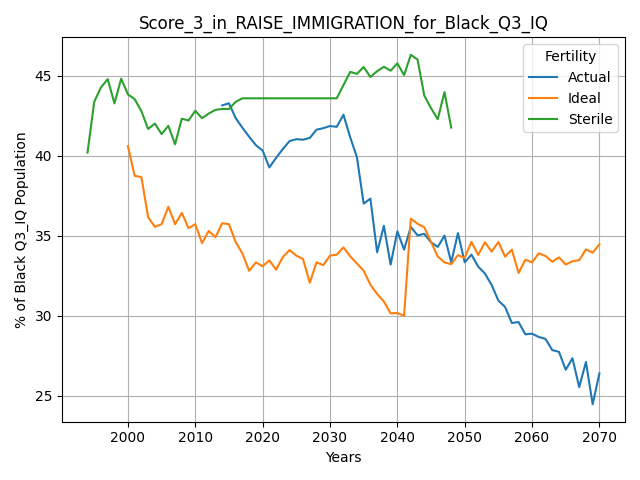 Score_3_in_RAISE_IMMIGRATION_for_Black_Q3_IQ
Fertility
Actual
Ideal
Sterile
% of Black Q3_IQ Population
45
40
35
30
25
2000
2010
2020
2030
2040
2050
2060
2070
Years